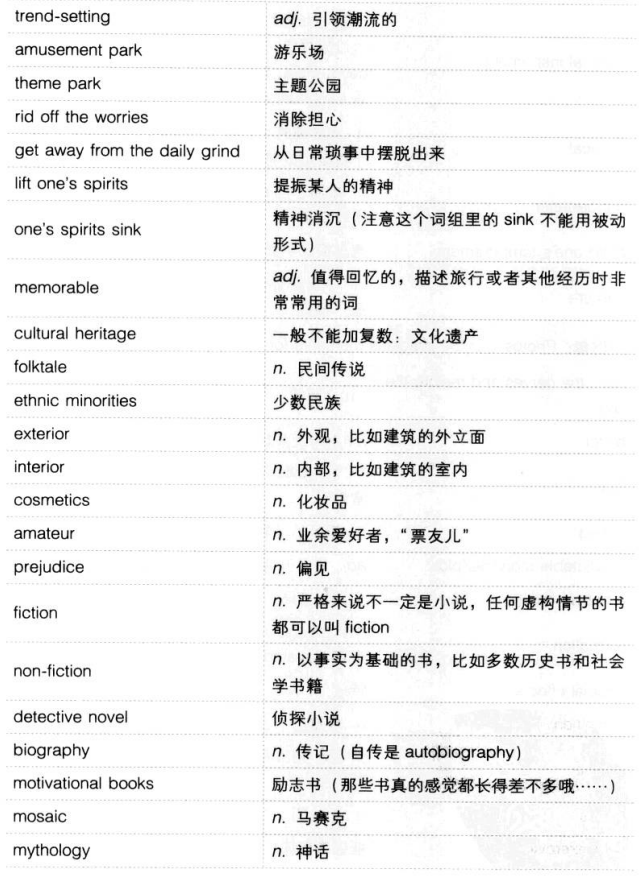 trend-setting adj. 引领潮流的
amusement park 游乐场
theme park 主题公园
rid off the worries 消除担心
get away from the daily grind 从日常琐事中摆脱出来
lift one's spirits 提振某人的精神
one's spirits sink 精神消沉（注意这个词组里的 sink 不能用被动
形式）
memorable adj. 值得回忆的，描述旅行或者其他经历时非
常常用的词
cultural heritage 一般不能加复数：文化遗产
folktale n. 民间传说
ethnic minorities 少数民族
exterior n. 外观，比如建筑的外立面
interior n. 内部，比如建筑的室内
cosmetics n. 化妆品
amateur n. 业余爱好者，“票友儿”
prejudice n. 偏见
fiction n. 严格来说不一定是小说，任何虚构情节的书
都可以叫 fiction
non-fiction n. 以事实为基础的书，比如多数历史书和社会
学书籍
detective novel 侦探小说
biography n. 传记（自传是 autobiography）
motivational books 励志书（那些书真的感觉都长得差不多哦……）
mosaic n. 马赛克
mythology n. 神话